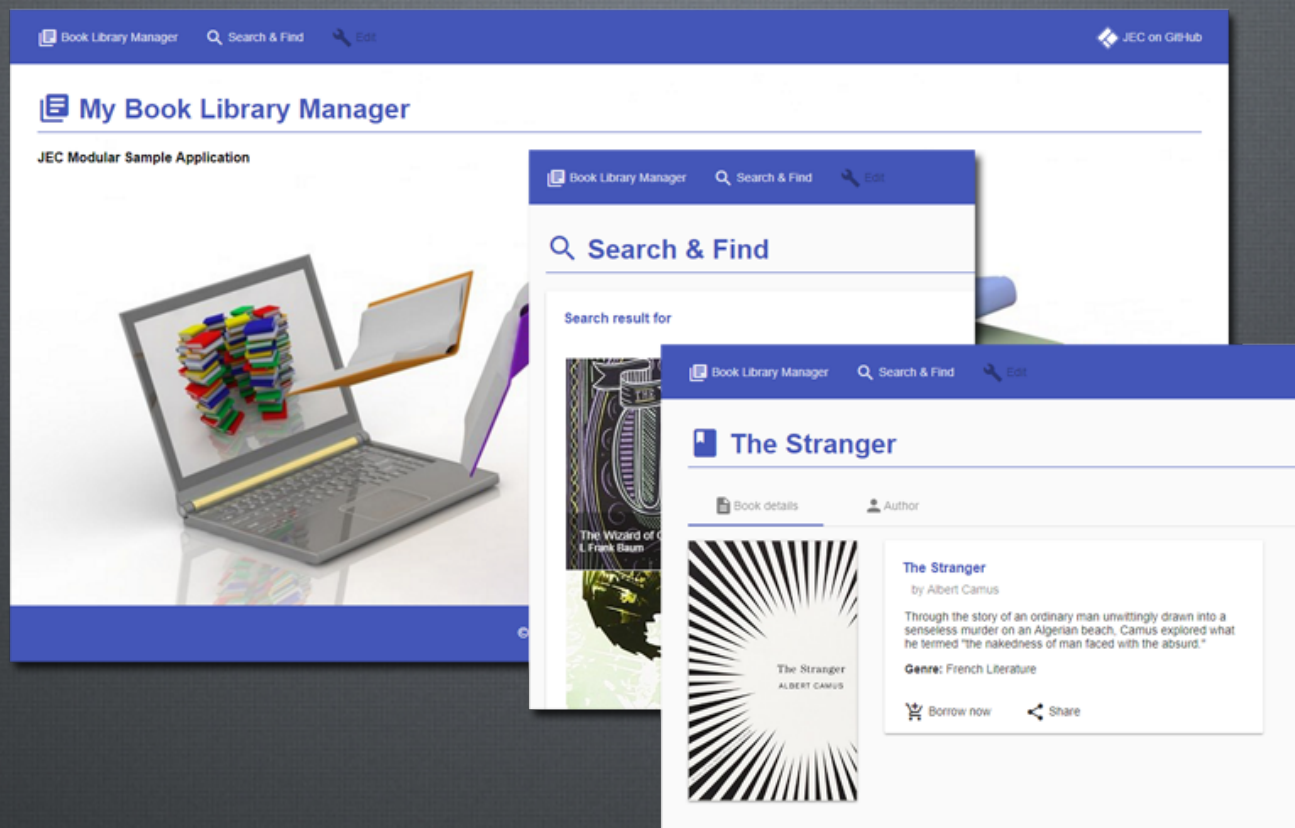 Book Library Manager Search & Find Edit JEC on GitHub
My Book Library Manager
JEC Modular Sample Application
©
Book Library Manager Search & Find Edit
Search & Find
Search result for
THE
The Wizard of
L. Frank Baum
Book Library Manager Search & Find Edit
The Stranger
Book details Author
The Stranger
ALBERT CAMUS
The Stranger
by Albert Camus
Through the story of an ordinary man unwittingly drawn into a
senseless murder on an Algerian beach, Camus explored what
he termed "the nakedness of man faced with the absurd."
Genre: French Literature
Borrow now Share